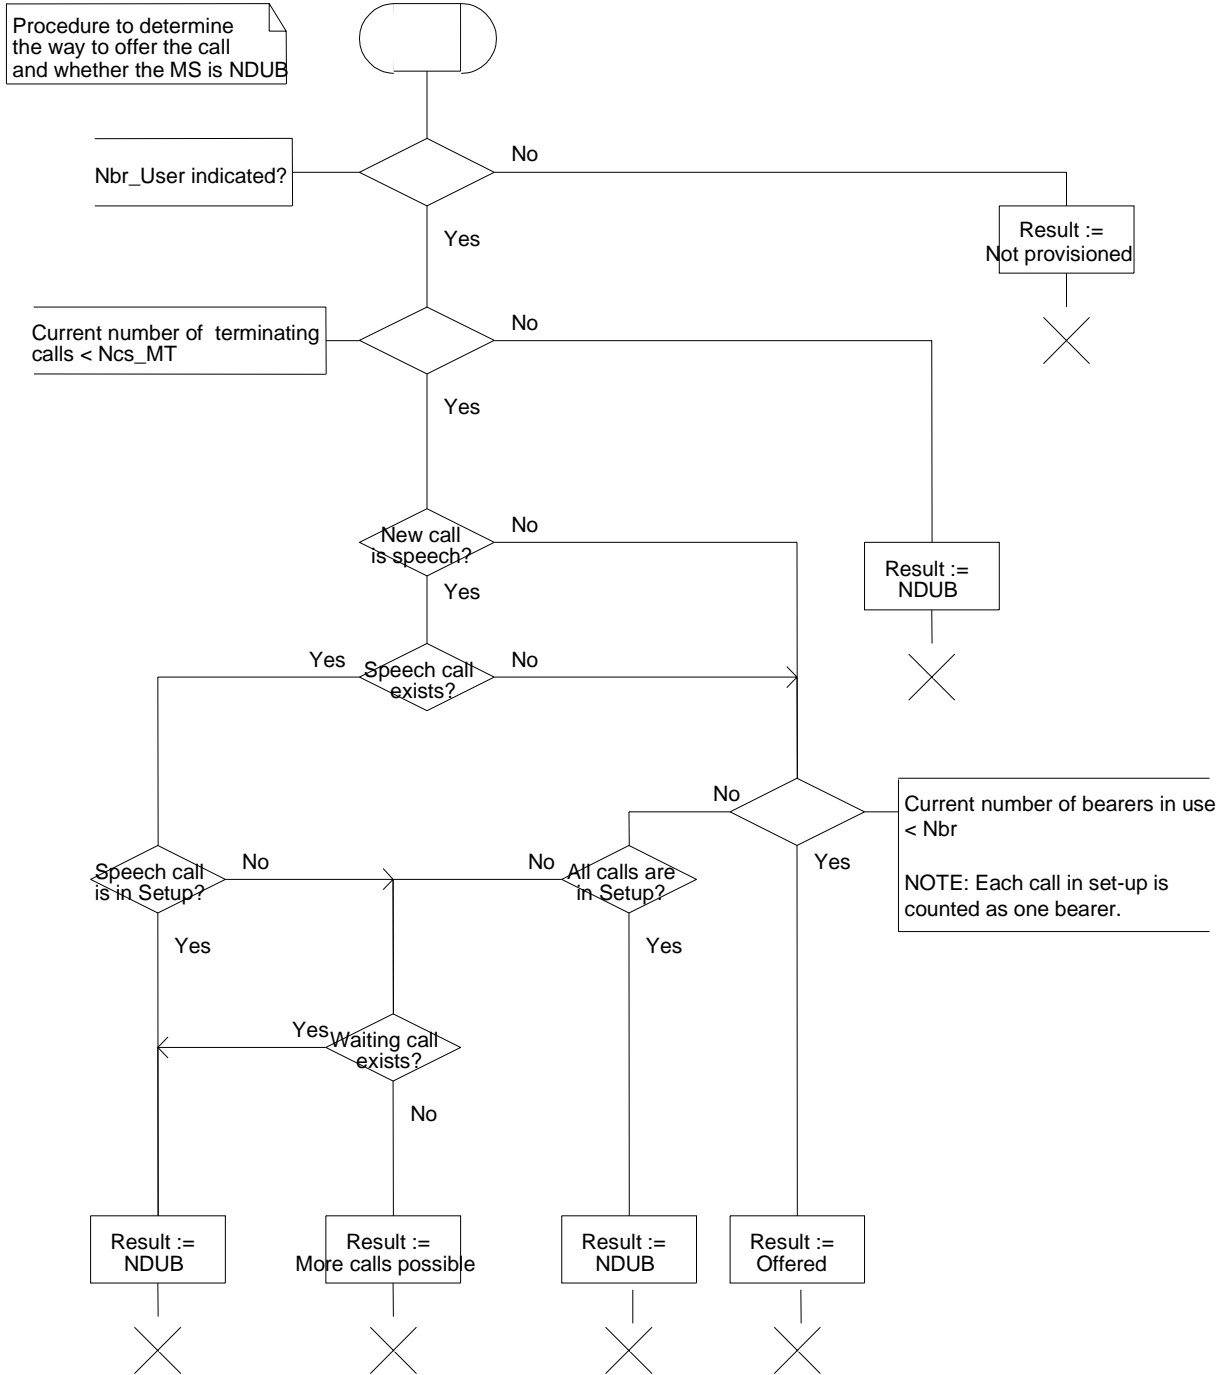 Procedure to determine
the way to offer the call
and whether the MS is NDUB
Nbr_User indicated?
No
Yes
Result :=
Not provisioned
Current number of terminating
calls < Ncs_MT
No
Yes
New call
is speech?
No
Yes
Result :=
NDUB
Yes
Speech call
exists?
No
No
Current number of bearers in use
< Nbr
NOTE: Each call in set-up is
counted as one bearer.
Yes
Speech call
is in Setup?
No
Yes
No
All calls are
in Setup?
Yes
Yes
Waiting call
exists?
No
Result :=
NDUB
Result :=
More calls possible
Result :=
NDUB
Result :=
Offered